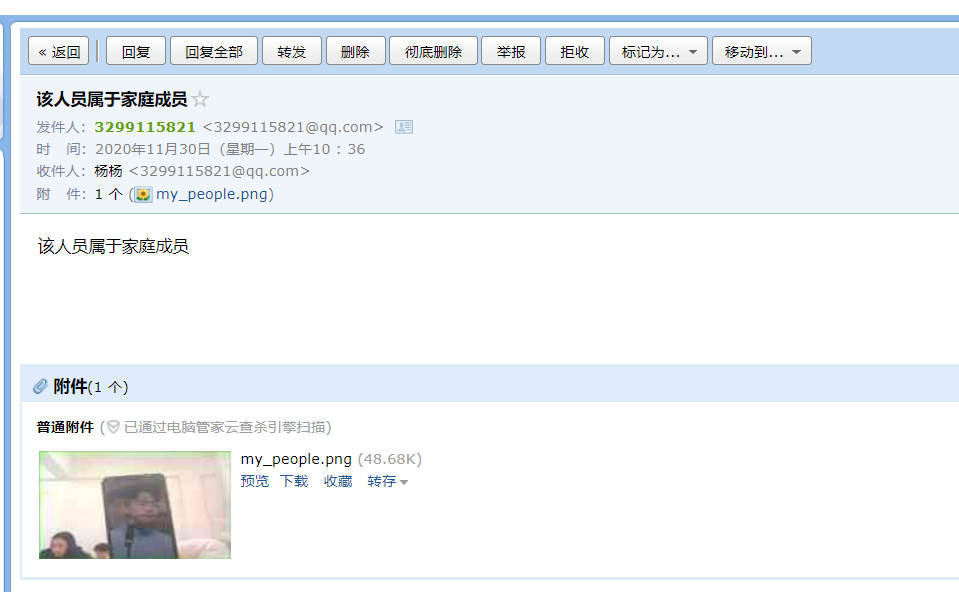 « 返回 回复 回复全部 转发 删除 彻底删除 举报 拒收 标记为... 移动到...
该人员属于家庭成员
发件人: 3299115821 <3299115821@qq.com>
时 间: 2020年11月30日 (星期一) 上午10 : 36
收件人: 杨杨 <3299115821@qq.com>
附 件: 1 个 (my_people.png)
该人员属于家庭成员
附件(1 个)
普通附件 (已通过电脑管家云查杀引擎扫描)
my_people.png (48.68K)
预览 下载 收藏 转存